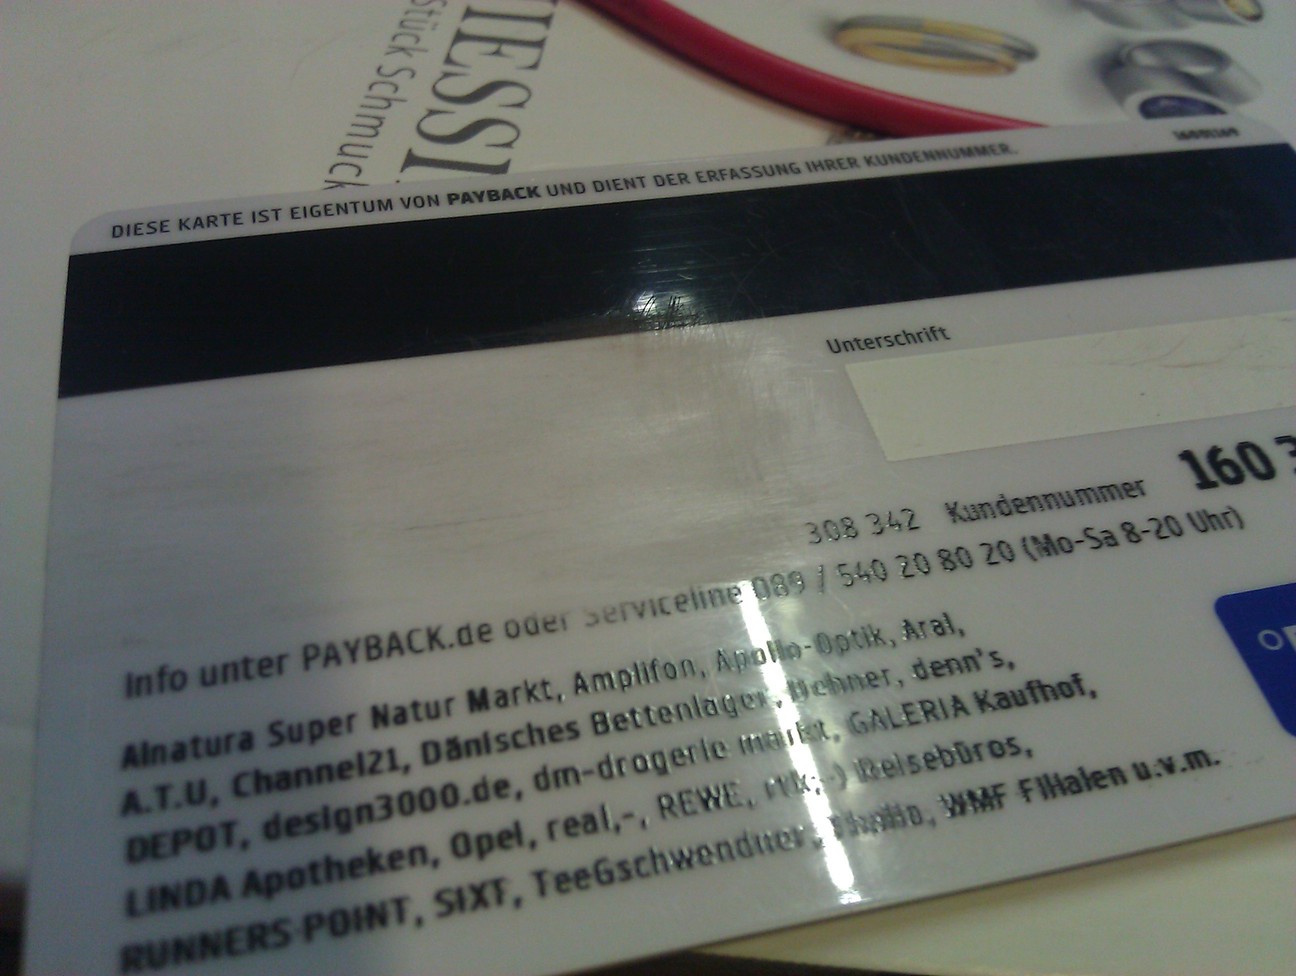 Stück Schmuck
DIESE KARTE IST EIGENTUM VON PAYBACK UND DIENT DER ERFASSUNG IHRER KUNDENNUMMER.
Unterschrift
308 342 Kundennummer 160 3
Info unter PAYBACK.de oder Serviceline 089 / 540 20 80 20 (Mo-Sa 8-20 Uhr)
Alnatura Super Natur Markt, Amplifon, Apollo-Optik, Aral,
A.T.U, Channel21, Dänisches Bettenlager, Dehner, denn's,
DEPOT, design3000.de, dm-drogerie markt, GALERIA Kaufhof,
LINDA Apotheken, Opel, real,-, REWE, Reisebüros,
RUNNERS POINT, SIXT, TeeGschwendner, WMF Filialen u.v.m.